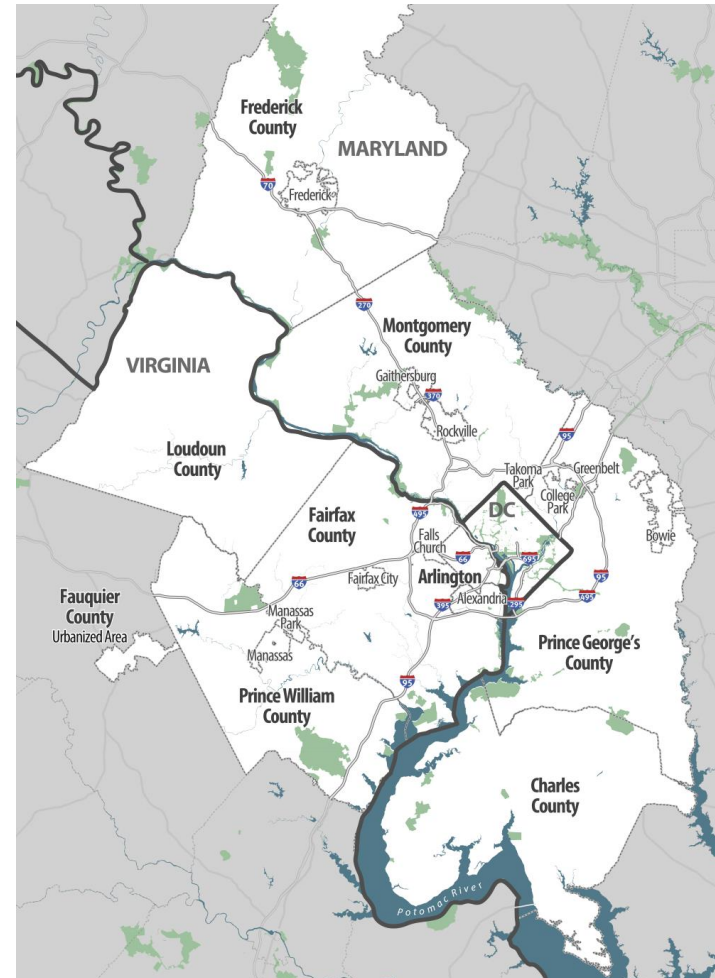 Frederick
County
MARYLAND
70
Frederick
270
Montgomery
County
VIRGINIA
Gaithersburg
370
Rockville
95
Loudoun
County
Takoma
Park
Greenbelt
College
Park
DC
495
Fairfax
County
Falls
Church
66
695
Bowie
66
Fairfax City
Arlington
95
495
Fauquier
County
Urbanized Area
Manassas
Park
395
Alexandria
295
Manassas
Prince George's
County
Prince William
County
95
Charles
County
Potomac River